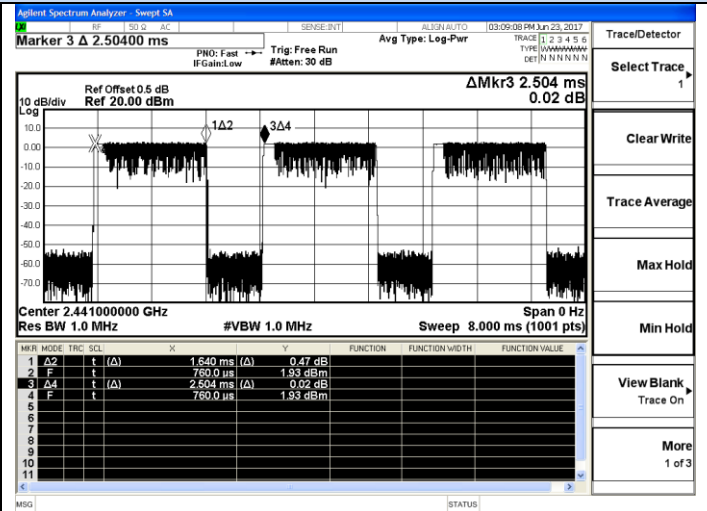 Agilent Spectrum Analyzer - Swept SA
RF 50 Ω AC SENSE:INT ALIGN AUTO 03:09:08 PM Jun 23, 2017
Marker 3 Δ 2.50400 ms
PNO: Fast
IFGain:Low
Trig: Free Run
#Atten: 30 dB
Avg Type: Log-Pwr
TRACE 1 2 3 4 5 6
TYPE
DET N N N N N N
Ref Offset 0.5 dB
10 dB/div Ref 20.00 dBm
ΔMkr3 2.504 ms
0.02 dB
Log
10.0
0.00
-10.0
-20.0
-30.0
-40.0
-50.0
-60.0
-70.0
1Δ2
3Δ4
Center 2.441000000 GHz Span 0 Hz
Res BW 1.0 MHz #VBW 1.0 MHz Sweep 8.000 ms (1001 pts)
MKR MODE TRC SCL X Y FUNCTION FUNCTION WIDTH FUNCTION VALUE
1 Δ2 t (Δ) 1.640 ms (Δ) 0.47 dB
2 F t 760.0 µs 1.93 dBm
3 Δ4 t (Δ) 2.504 ms (Δ) 0.02 dB
4 F t 760.0 µs 1.93 dBm
5
6
7
8
9
10
11
MSG STATUS
Trace/Detector
Select Trace
1
Clear Write
Trace Average
Max Hold
Min Hold
View Blank
Trace On
More
1 of 3